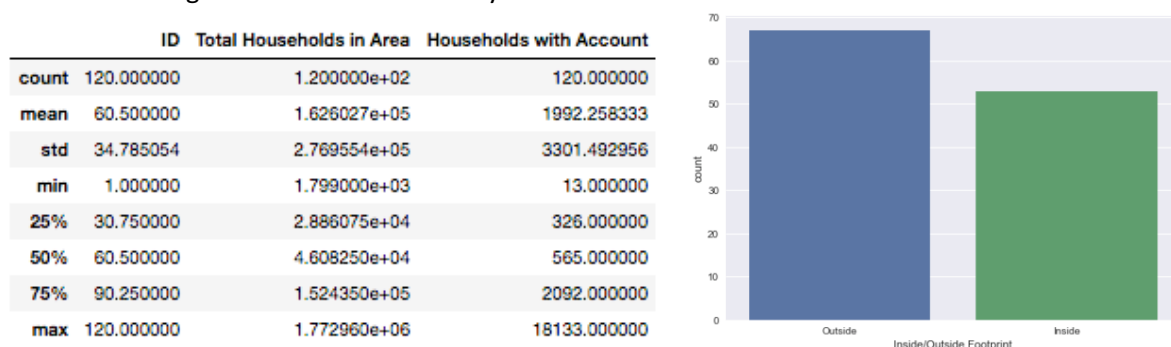 ID Total Households in Area Households with Account
count 120.000000 1.200000e+02 120.000000
mean 60.500000 1.626027e+05 1992.258333
std 34.785054 2.769554e+05 3301.492956
min 1.000000 1.799000e+03 13.000000
25% 30.750000 2.886075e+04 326.000000
50% 60.500000 4.608250e+04 565.000000
75% 90.250000 1.524350e+05 2092.000000
max 120.000000 1.772960e+06 18133.000000
70
60
50
40
30
20
10
0
count
Outside Inside
Inside/Outside Footprint